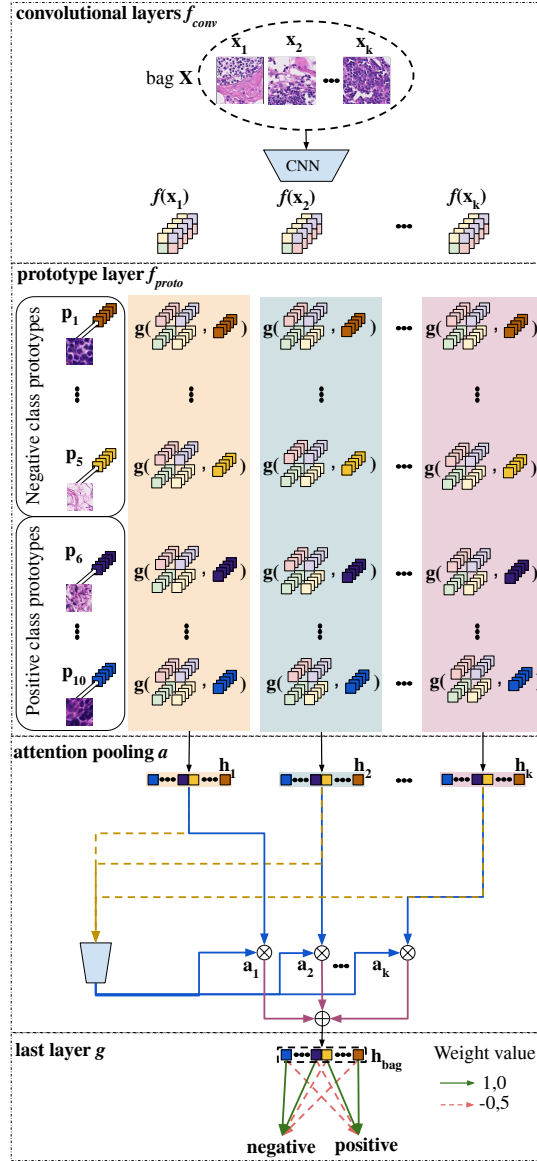 convolutional layers f_conv
x_1 x_2 x_k
bag X
CNN
f(x_1) f(x_2) f(x_k)
prototype layer f_proto
Negative class prototypes
p_1 g( , ) g( , ) g( , )
p_5 g( , ) g( , ) g( , )
Positive class prototypes
p_6 g( , ) g( , ) g( , )
p_10 g( , ) g( , ) g( , )
attention pooling a
h_1 h_2 h_k
a_1 a_2 a_k
last layer g
h_bag
Weight value
1,0
-0,5
negative positive